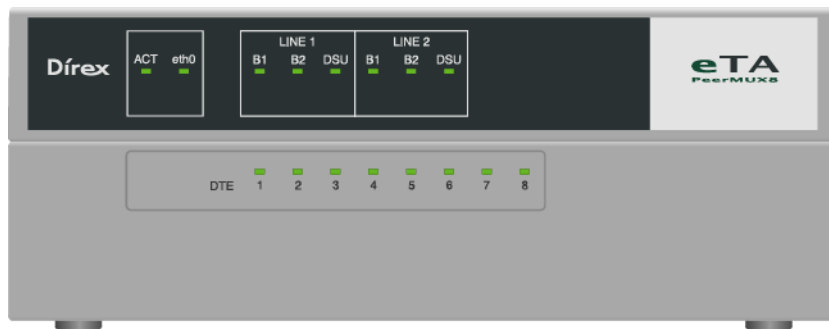 Dírex
ACT eth0
LINE 1 LINE 2
B1 B2 DSU B1 B2 DSU
eTA
PeerMUX8
DTE 1 2 3 4 5 6 7 8